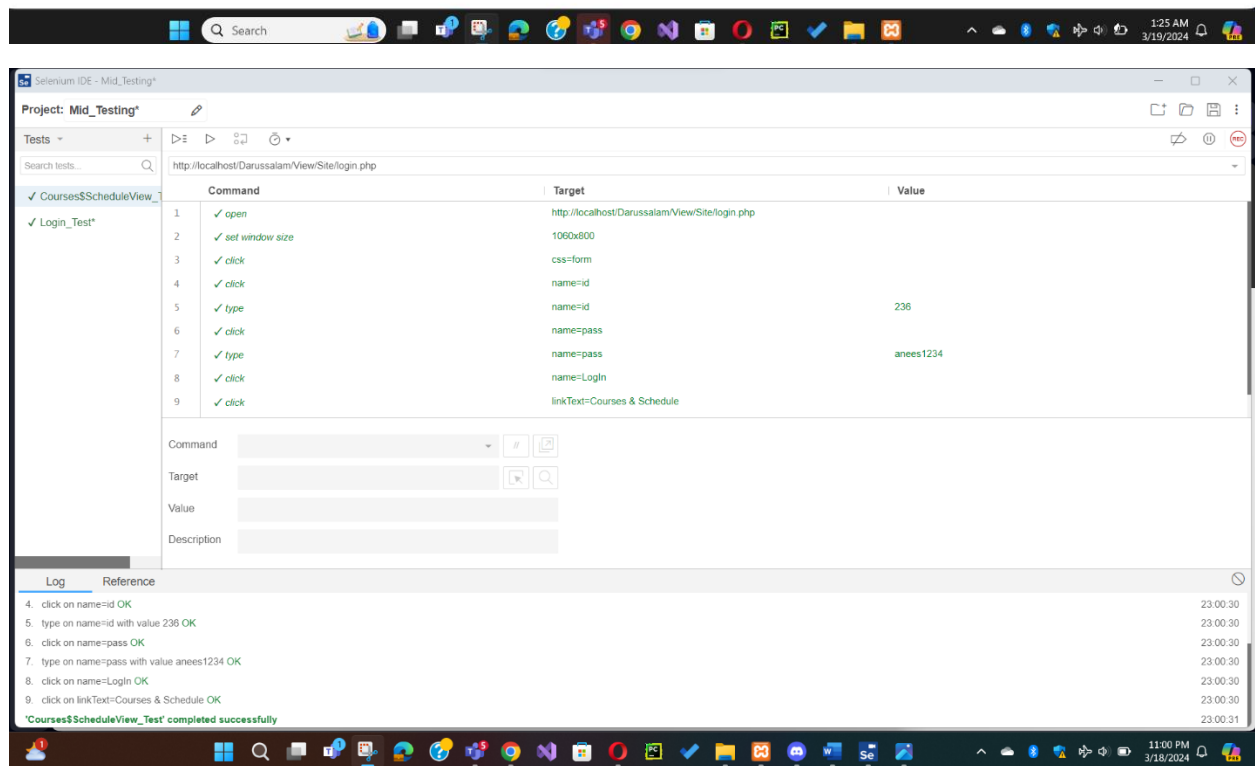 Search
1:25 AM
3/19/2024
Selenium IDE - Mid_Testing*
Project: Mid_Testing*
Tests
Search tests...
http://localhost/Darussalam/View/Site/login.php
Command Target Value
✓ Courses$ScheduleView_T
✓ Login_Test*
1 ✓ open http://localhost/Darussalam/View/Site/login.php
2 ✓ set window size 1060x800
3 ✓ click css=form
4 ✓ click name=id
5 ✓ type name=id 236
6 ✓ click name=pass
7 ✓ type name=pass anees1234
8 ✓ click name=LogIn
9 ✓ click linkText=Courses & Schedule
Command //
Target
Value
Description
Log Reference
4. click on name=id OK 23:00:30
5. type on name=id with value 236 OK 23:00:30
6. click on name=pass OK 23:00:30
7. type on name=pass with value anees1234 OK 23:00:30
8. click on name=LogIn OK 23:00:30
9. click on linkText=Courses & Schedule OK 23:00:30
'Courses$ScheduleView_Test' completed successfully 23:00:31
11:00 PM
3/18/2024